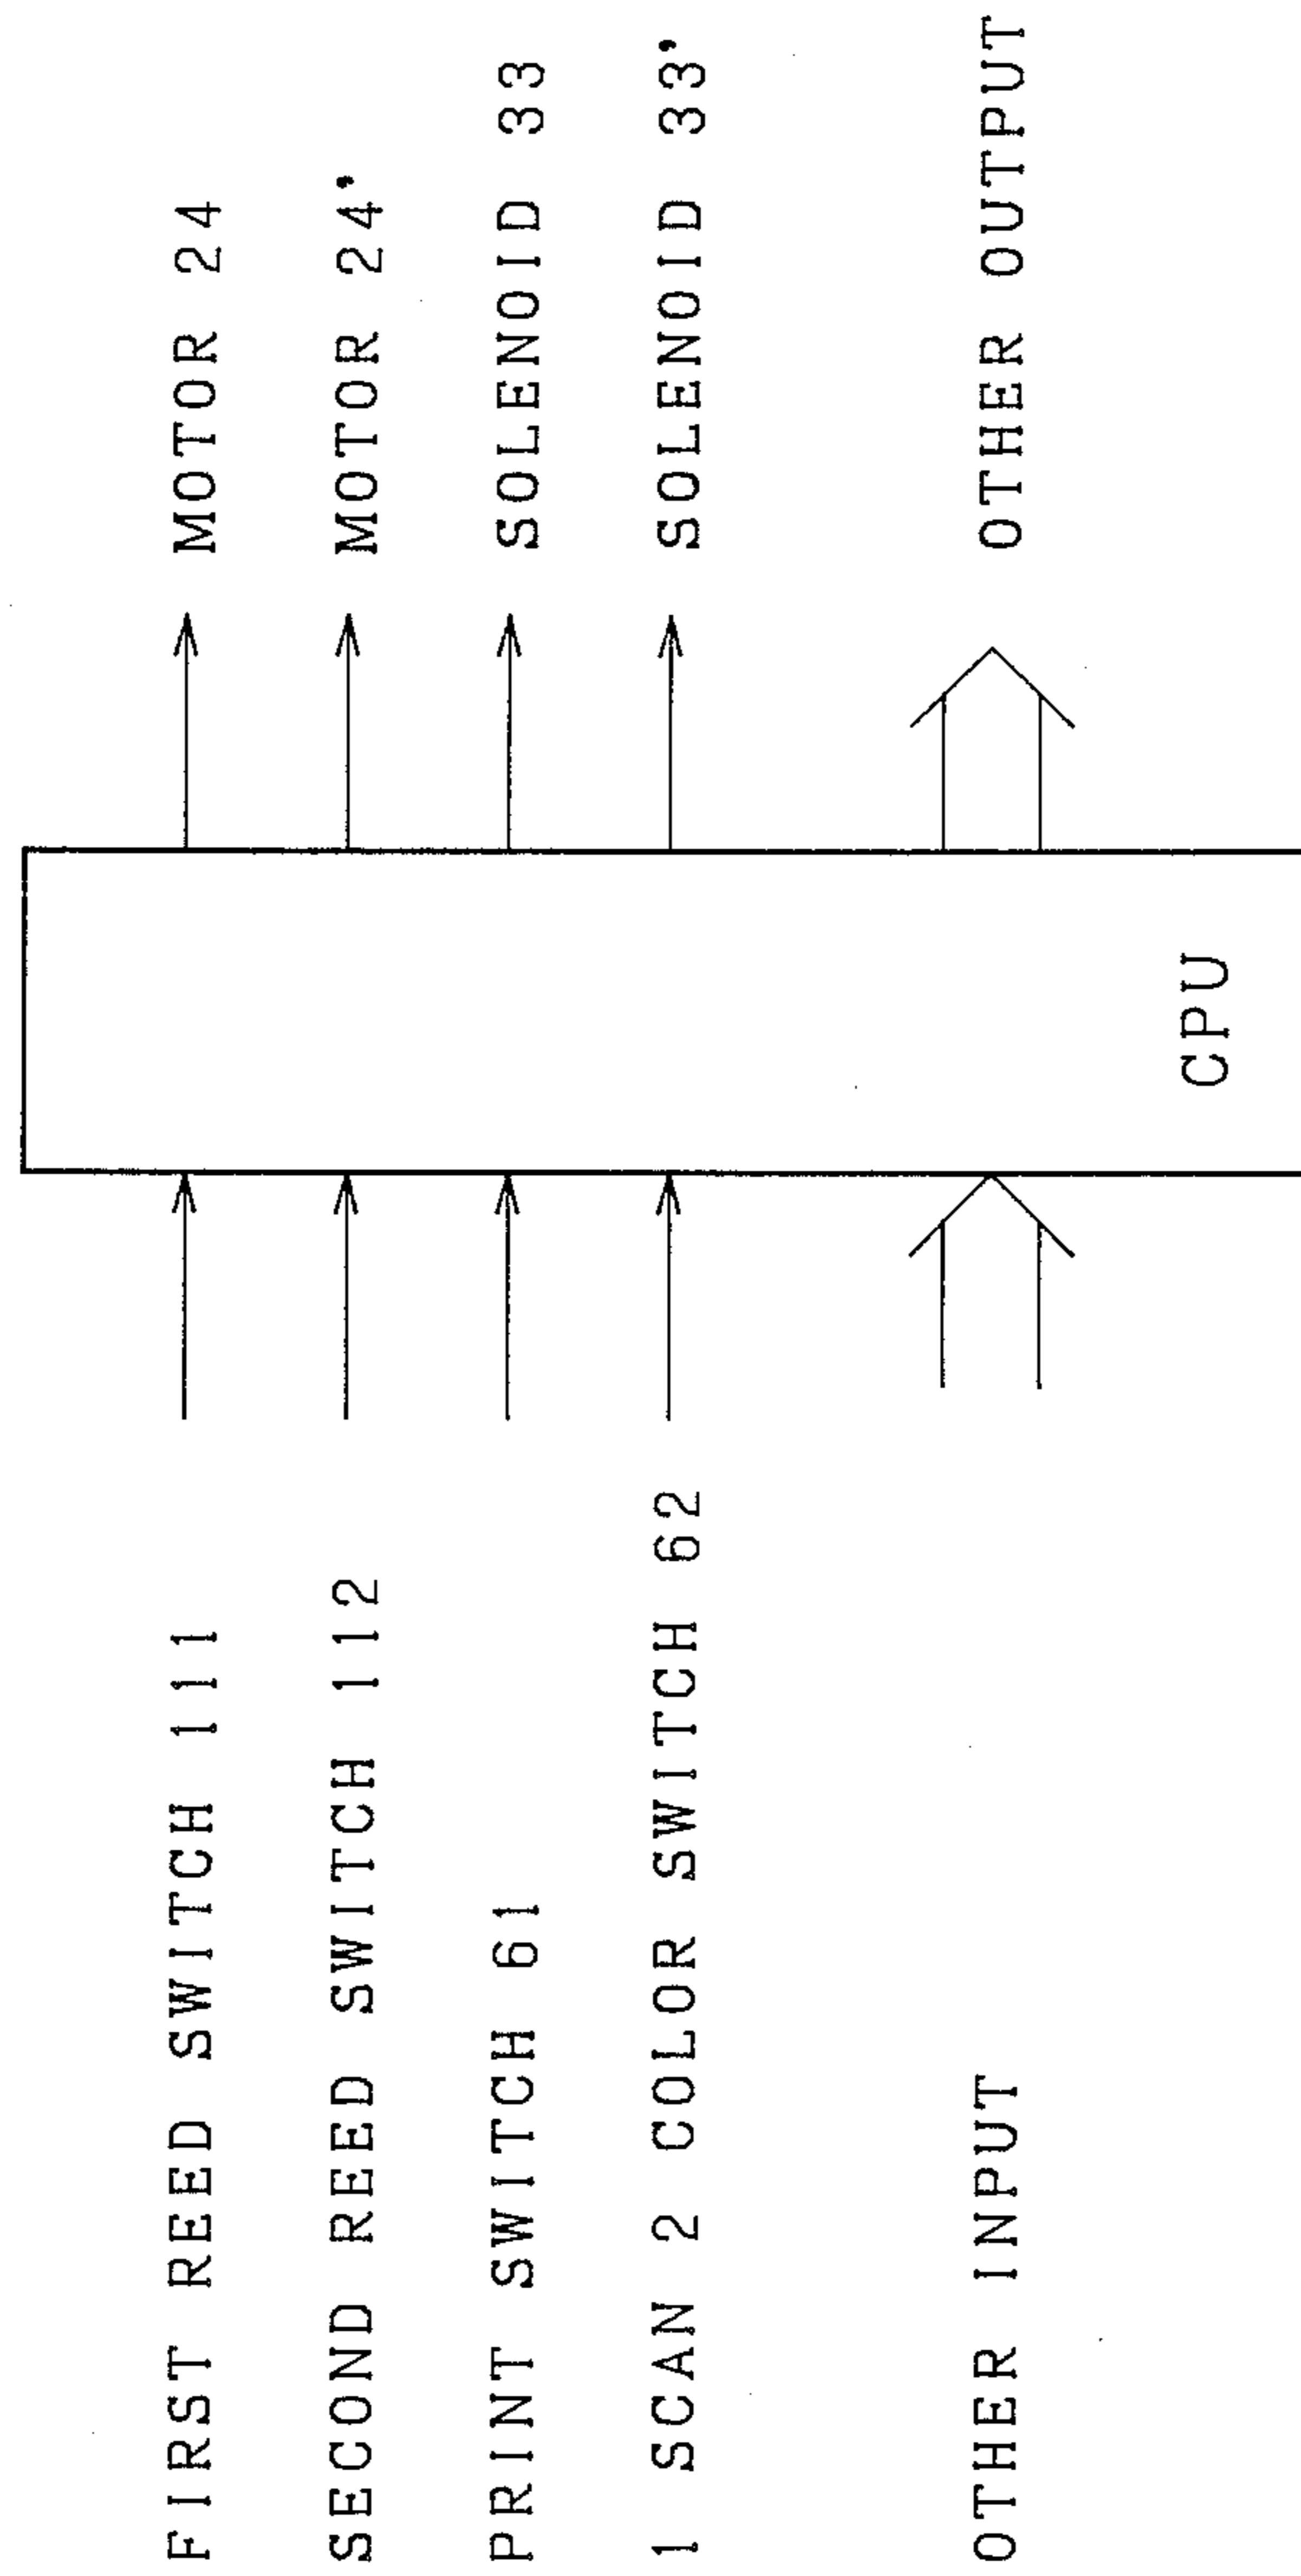 FIRST REED SWITCH 111
SECOND REED SWITCH 112
PRINT SWITCH 61
1 SCAN 2 COLOR SWITCH 62
OTHER INPUT
CPU
MOTOR 24
MOTOR 24'
SOLENOID 33
SOLENOID 33'
OTHER OUTPUT